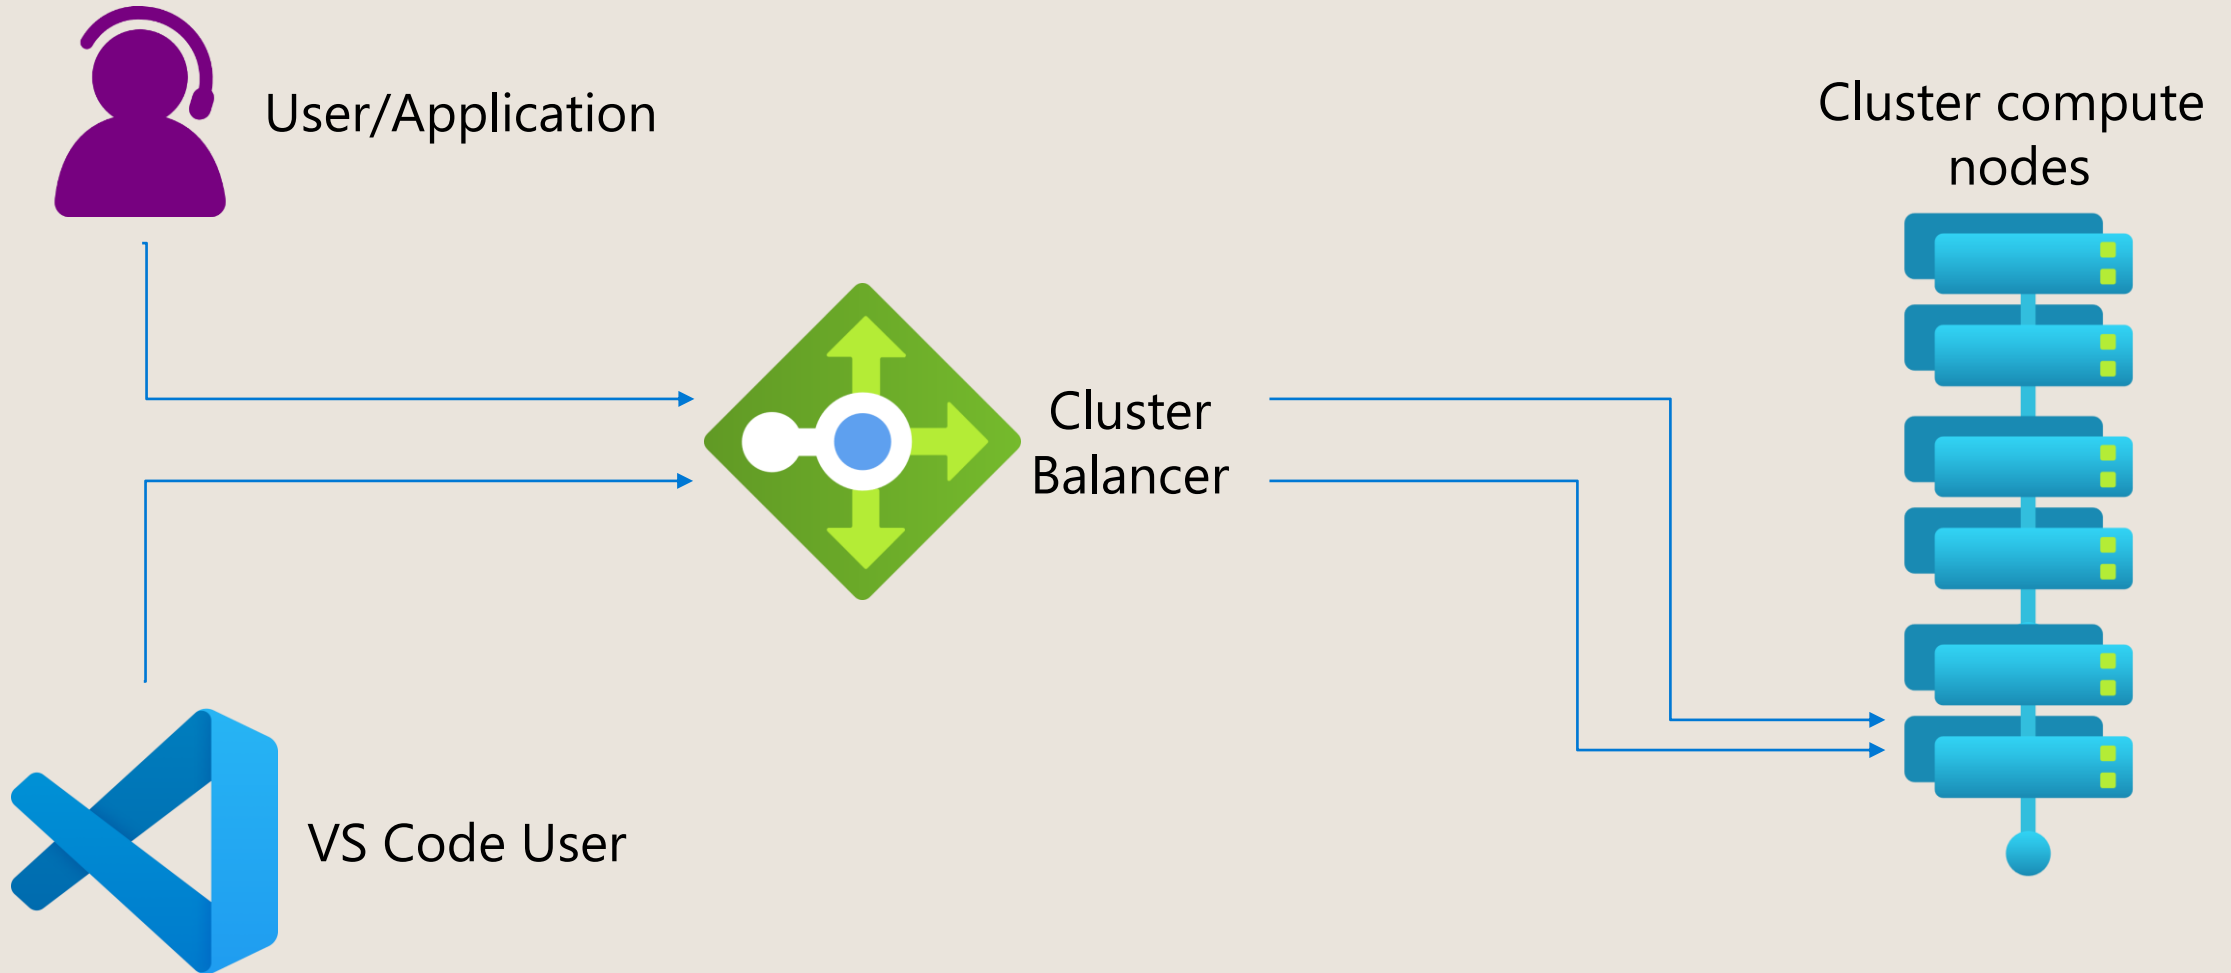 User/Application
Cluster compute
nodes
Cluster
Balancer
VS Code User